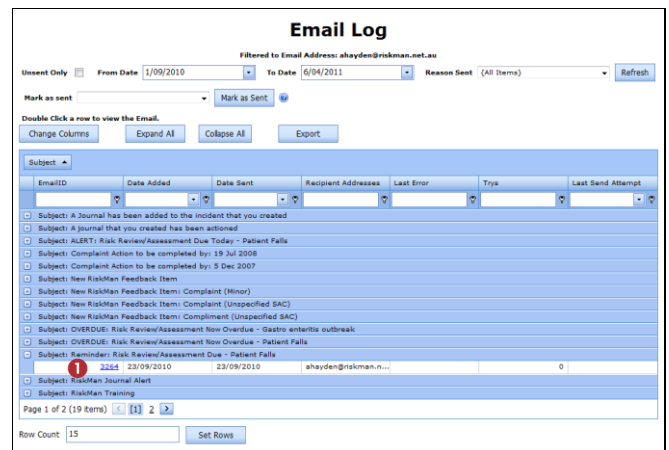 Email Log
Filtered to Email Address: ahayden@riskman.net.au
Unsent Only From Date 1/09/2010 To Date 6/04/2011 Reason Sent {All Items} Refresh
Mark as sent Mark as Sent
Double Click a row to view the Email.
Change Columns Expand All Collapse All Export
Subject
EmailID Date Added Date Sent Recipient Addresses Last Error Trys Last Send Attempt
Subject: A Journal has been added to the incident that you created
Subject: A journal that you created has been actioned
Subject: ALERT: Risk Review/Assessment Due Today - Patient Falls
Subject: Complaint Action to be completed by: 19 Jul 2008
Subject: Complaint Action to be completed by: 5 Dec 2007
Subject: New RiskMan Feedback Item
Subject: New RiskMan Feedback Item: Complaint (Minor)
Subject: New RiskMan Feedback Item: Complaint (Unspecified SAC)
Subject: New RiskMan Feedback Item: Compliment (Unspecified SAC)
Subject: OVERDUE: Risk Review/Assessment Now Overdue - Gastro enteritis outbreak
Subject: OVERDUE: Risk Review/Assessment Now Overdue - Patient Falls
Subject: Reminder: Risk Review/Assessment Due - Patient Falls
1 3264 23/09/2010 23/09/2010 ahayden@riskman.n... 0
Subject: RiskMan Journal Alert
Subject: RiskMan Training
Page 1 of 2 (19 items) < [1] 2 >
Row Count 15 Set Rows